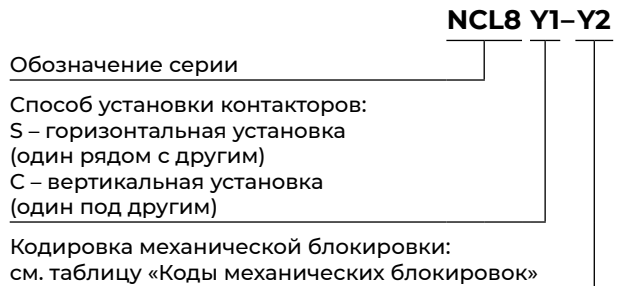 NCL8 Y1–Y2
Обозначение серии
Способ установки контакторов:
S – горизонтальная установка
(один рядом с другим)
C – вертикальная установка
(один под другим)
Кодировка механической блокировки:
см. таблицу «Коды механических блокировок»